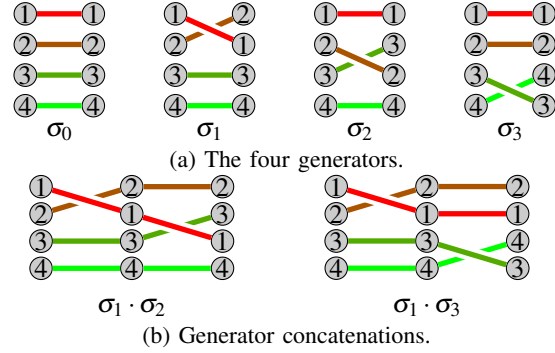 1 1 1 2 1 1 1 1
2 2 2 1 2 3 2 2
3 3 3 3 3 2 3 4
4 4 4 4 4 4 4 3
σ₀ σ₁ σ₂ σ₃
(a) The four generators.
1 2 2 1 2 2
2 1 3 2 1 1
3 3 1 3 3 4
4 4 4 4 4 3
σ₁ · σ₂ σ₁ · σ₃
(b) Generator concatenations.